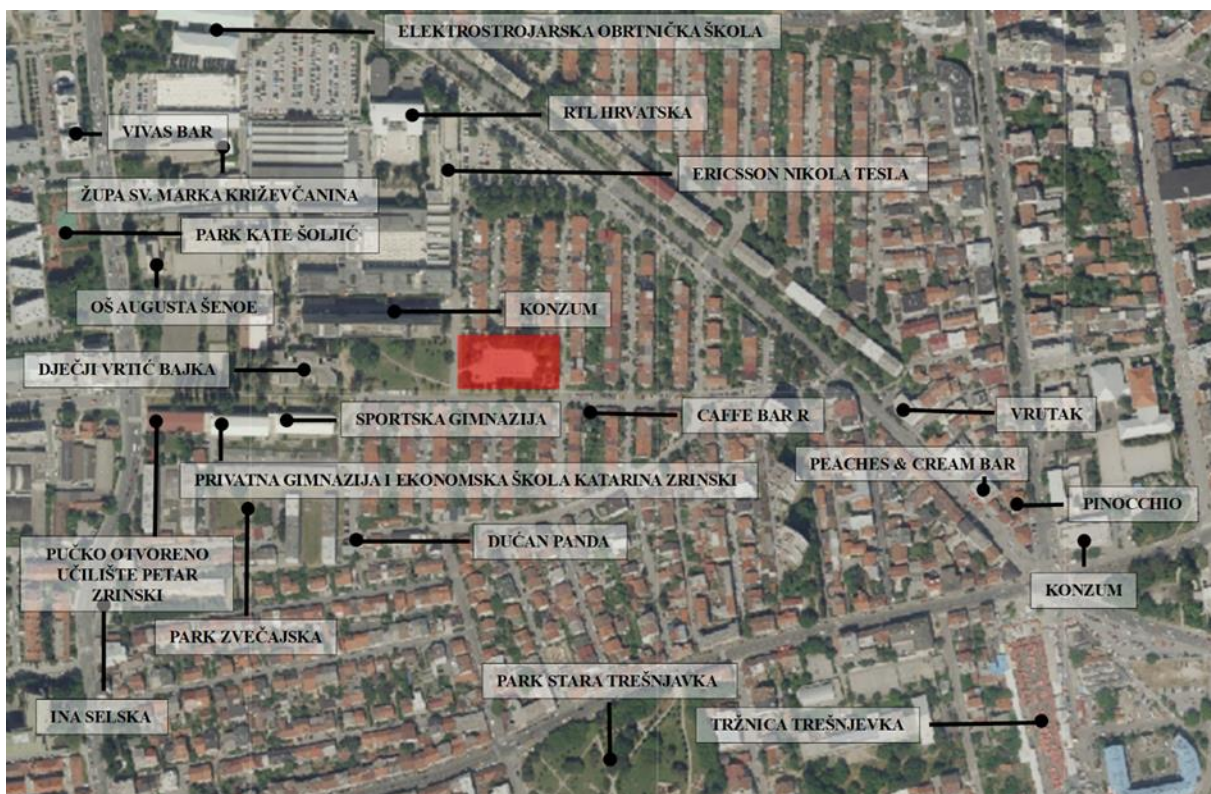 ELEKTROSTROJARSKA OBRTNIČKA ŠKOLA
RTL HRVATSKA
VIVAS BAR
ERICSSON NIKOLA TESLA
ŽUPA SV. MARKA KRIŽEVČANINA
PARK KATE ŠOLJIĆ
OŠ AUGUSTA ŠENOE
KONZUM
DJEČJI VRTIĆ BAJKA
SPORTSKA GIMNAZIJA
CAFFE BAR R
VRUTAK
PEACHES & CREAM BAR
PRIVATNA GIMNAZIJA I EKONOMSKA ŠKOLA KATARINA ZRINSKI
PINOCCHIO
DUĆAN PANDA
PUČKO OTVORENO
UČILIŠTE PETAR
ZRINSKI
KONZUM
PARK ZVEČAJSKA
PARK STARA TREŠNJAVKA
INA SELSKA
TRŽNICA TREŠNJEVKA